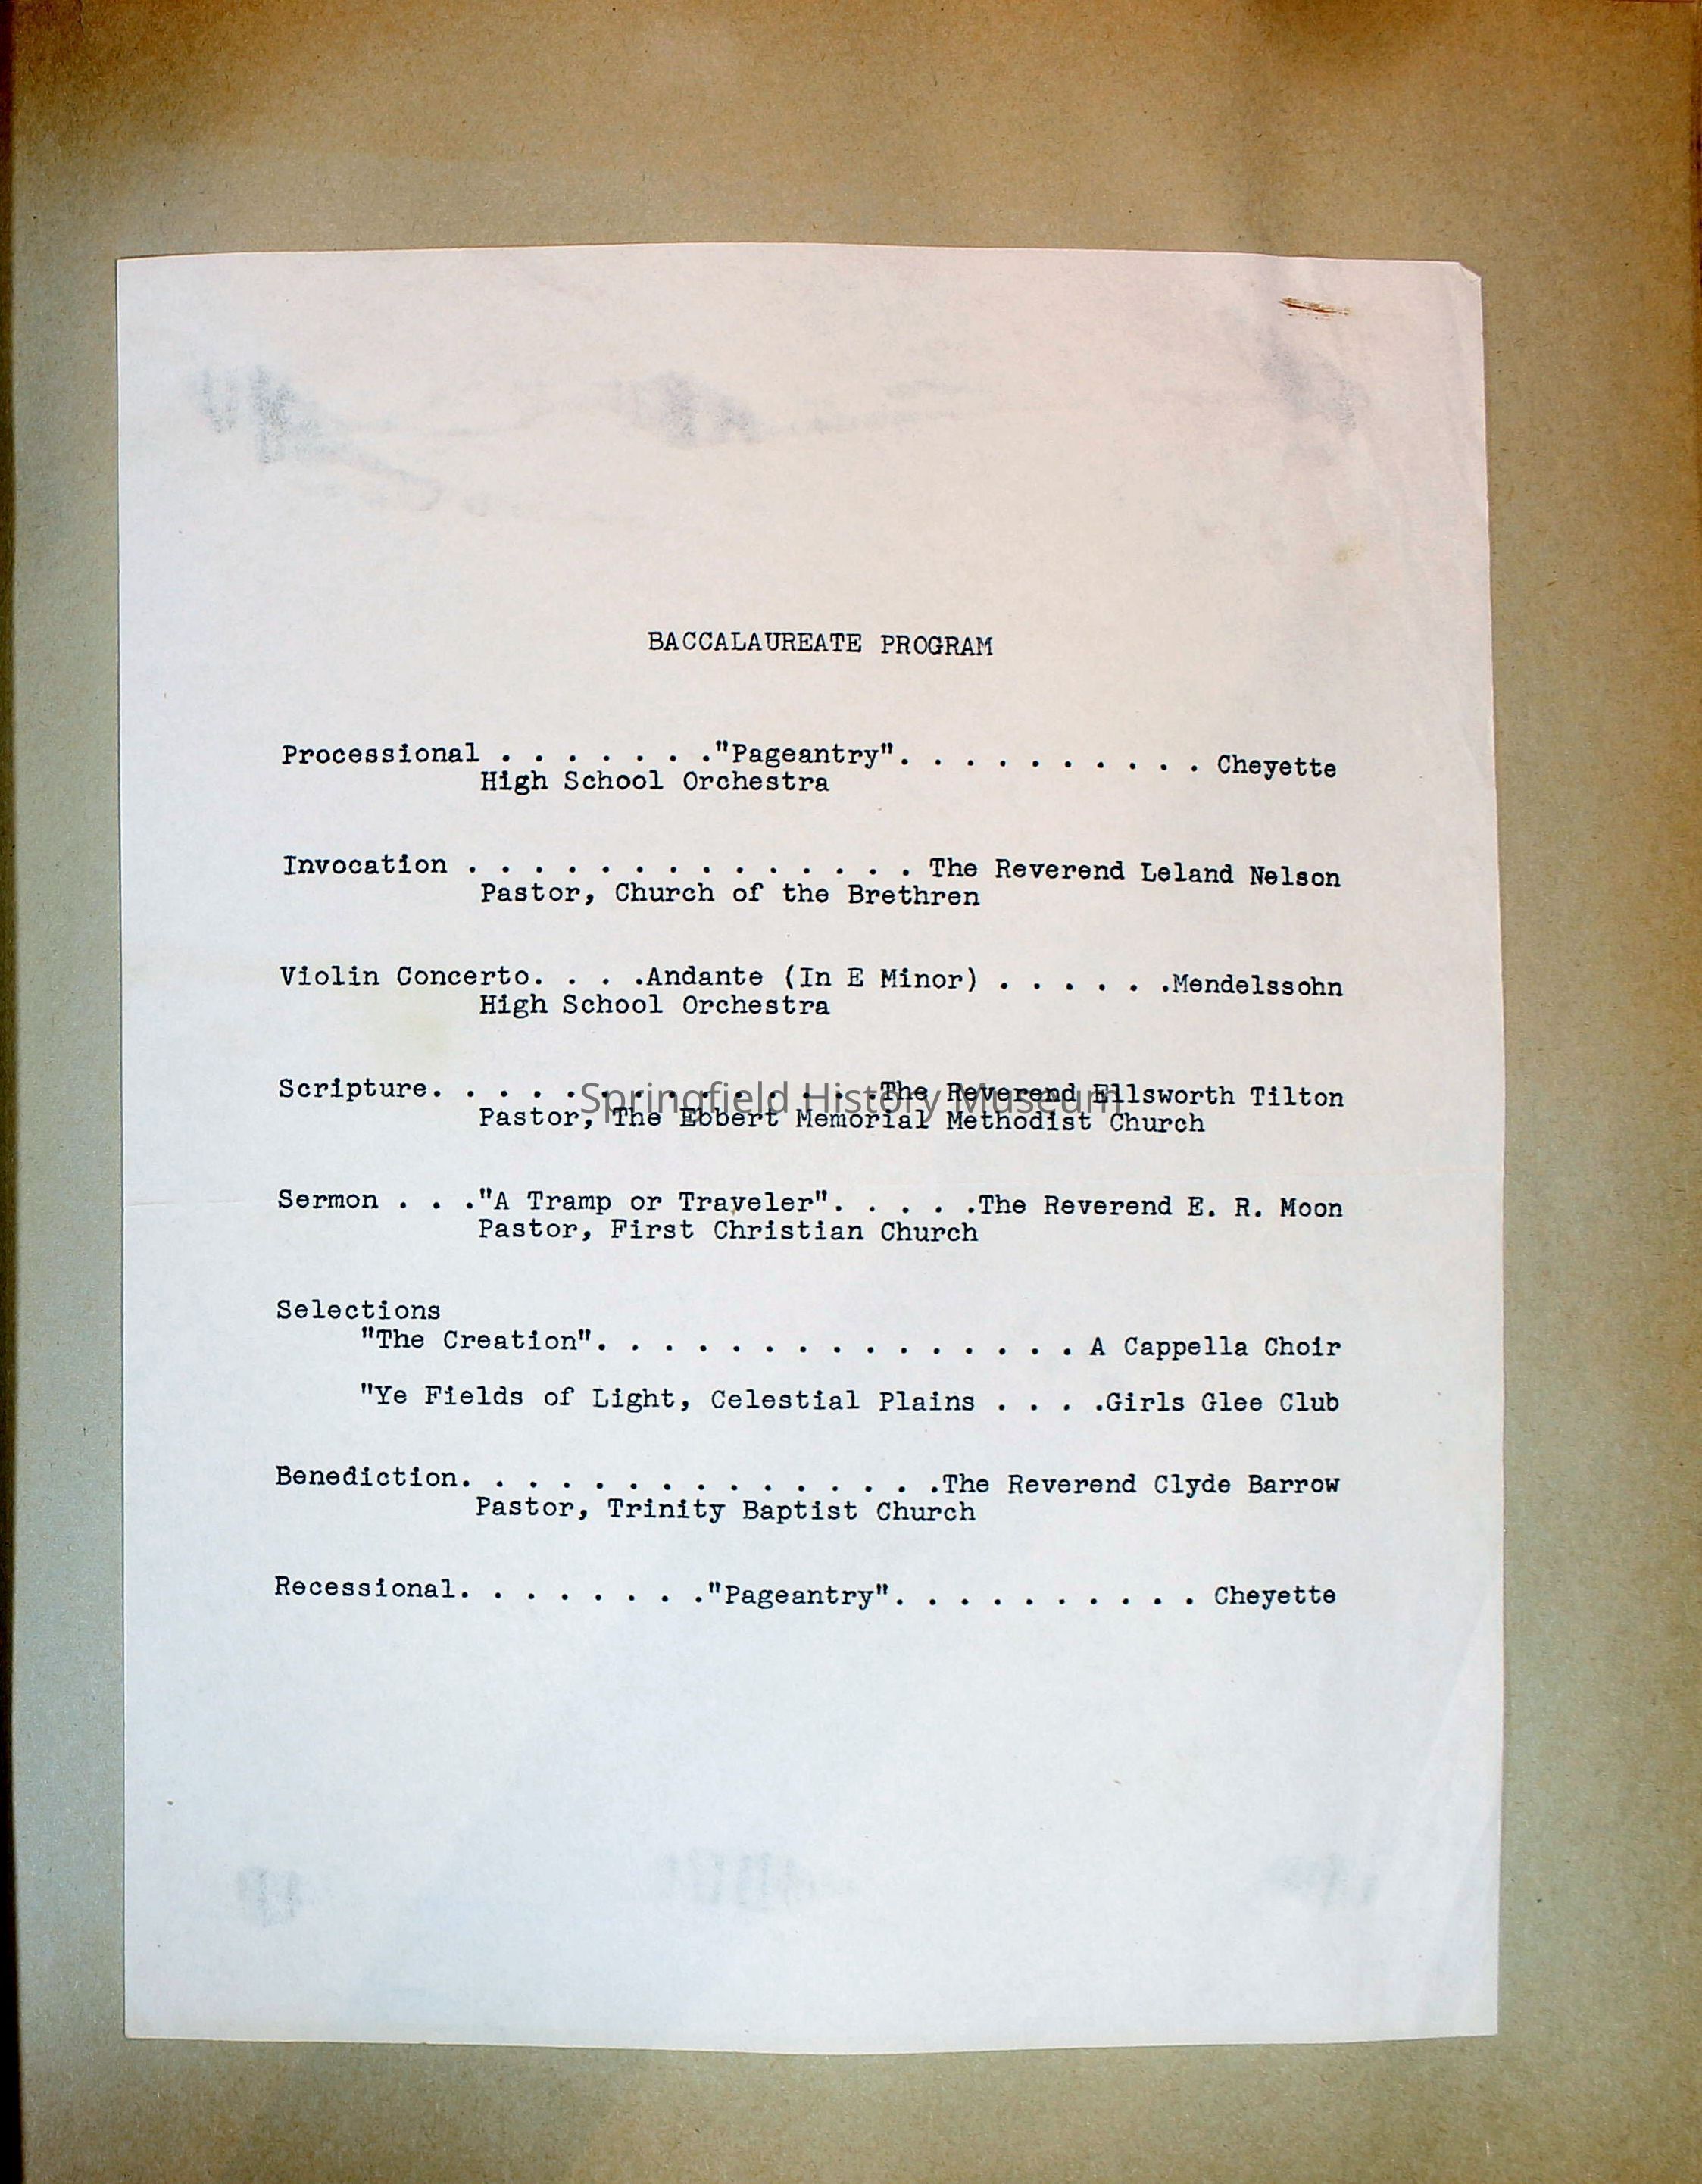 BACCALAUREATE PROGRAM
Processional . . . . . . ."Pageantry". . . . . . . . . . Cheyette
High School Orchestra
Invocation . . . . . . . . . . . . . . The Reverend Leland Nelson
Pastor, Church of the Brethren
Violin Concerto. . . .Andante (In E Minor) . . . . . .Mendelssohn
High School Orchestra
Scripture. . . . . . . . . . . . . .The Reverend Ellsworth Tilton
Springfield History Museum
Pastor, The Ebbert Memorial Methodist Church
Sermon . . ."A Tramp or Traveler". . . . .The Reverend E. R. Moon
Pastor, First Christian Church
Selections
"The Creation". . . . . . . . . . . . . . . A Cappella Choir
"Ye Fields of Light, Celestial Plains . . . .Girls Glee Club
Benediction. . . . . . . . . . . . . . .The Reverend Clyde Barrow
Pastor, Trinity Baptist Church
Recessional. . . . . . . ."Pageantry". . . . . . . . . . Cheyette